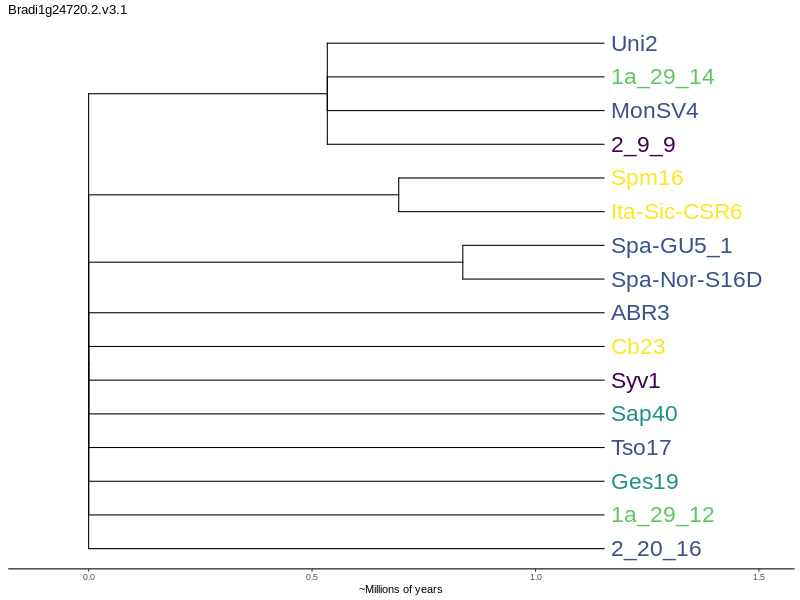 Bradi1g24720.2.v3.1
Uni2
1a_29_14
MonSV4
2_9_9
Spm16
Ita-Sic-CSR6
Spa-GU5_1
Spa-Nor-S16D
ABR3
Cb23
Syv1
Sap40
Tso17
Ges19
1a_29_12
2_20_16
0.0 0.5 1.0 1.5
~Millions of years